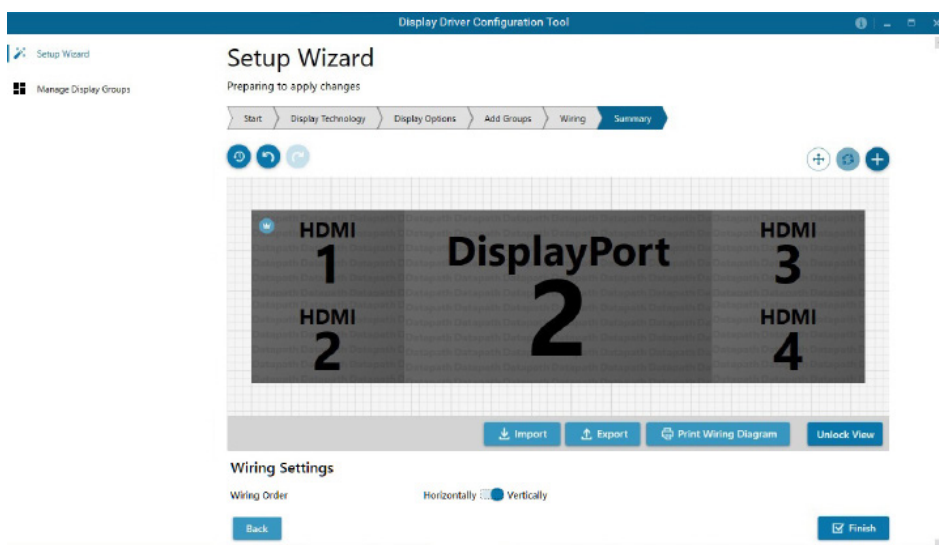 Display Driver Configuration Tool
Setup Wizard
Manage Display Groups
Setup Wizard
Preparing to apply changes
Start Display Technology Display Options Add Groups Wiring Summary
HDMI
1
HDMI
2
DisplayPort
2
HDMI
3
HDMI
4
Import Export Print Wiring Diagram Unlock View
Wiring Settings
Wiring Order Horizontally Vertically
Back Finish